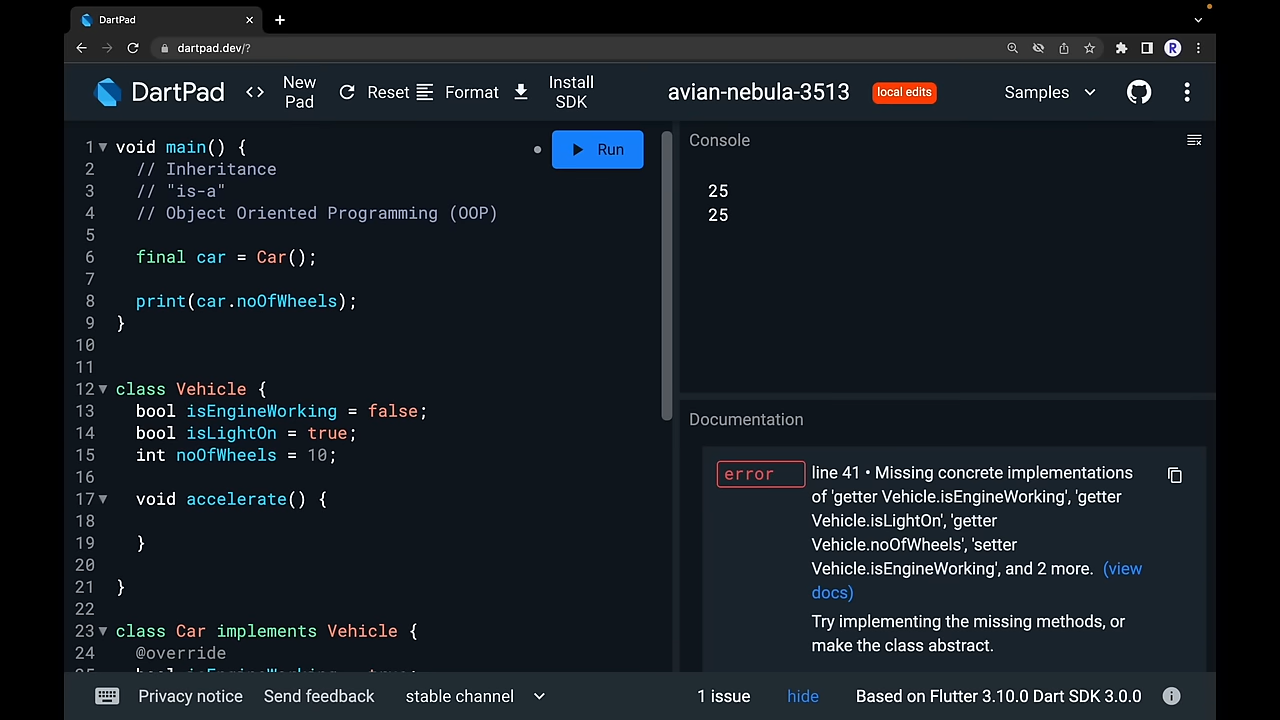 DartPad
dartpad.dev/?
R
DartPad
<>
New Pad
Reset
Format
Install SDK
avian-nebula-3513
local edits
Samples
Run
1 void main() {
2 // Inheritance
3 // "is-a"
4 // Object Oriented Programming (OOP)
5
6 final car = Car();
7
8 print(car.noOfWheels);
9 }
10
11
12 class Vehicle {
13 bool isEngineWorking = false;
14 bool isLightOn = true;
15 int noOfWheels = 10;
16
17 void accelerate() {
18
19 }
20
21 }
22
23 class Car implements Vehicle {
24 @override
Console
25
25
Documentation
error
line 41 • Missing concrete implementations
of 'getter Vehicle.isEngineWorking', 'getter
Vehicle.isLightOn', 'getter
Vehicle.noOfWheels', 'setter
Vehicle.isEngineWorking', and 2 more. (view
docs)
Try implementing the missing methods, or
make the class abstract.
Privacy notice
Send feedback
stable channel
1 issue
hide
Based on Flutter 3.10.0 Dart SDK 3.0.0